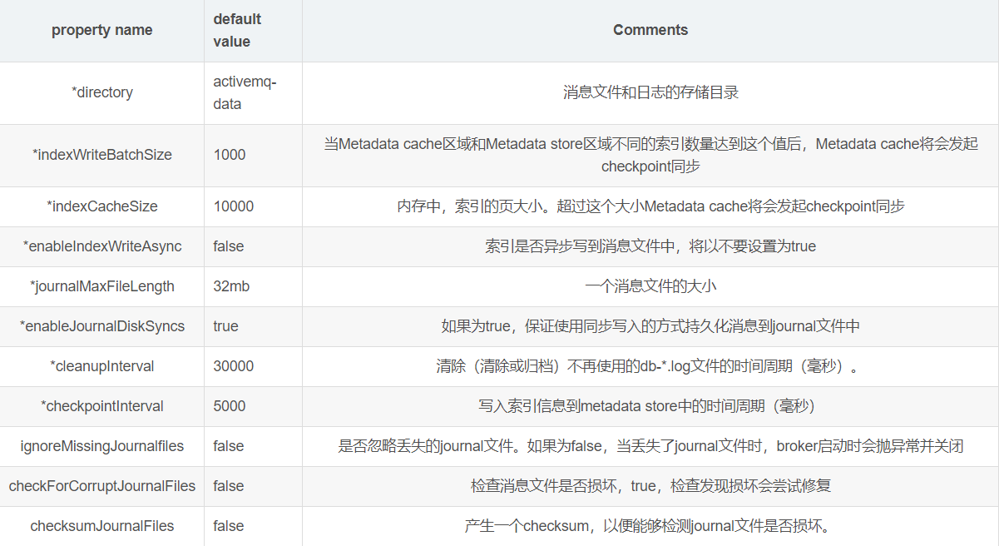 property name
default
value
Comments
*directory
activemq-
data
消息文件和日志的存储目录
*indexWriteBatchSize
1000
当Metadata cache区域和Metadata store区域不同的索引数量达到这个值后，Metadata cache将会发起
checkpoint同步
*indexCacheSize
10000
内存中，索引的页大小。超过这个大小Metadata cache将会发起checkpoint同步
*enableIndexWriteAsync
false
索引是否异步写到消息文件中，将以不要设置为true
*journalMaxFileLength
32mb
一个消息文件的大小
*enableJournalDiskSyncs
true
如果为true，保证使用同步写入的方式持久化消息到journal文件中
*cleanupInterval
30000
清除（清除或归档）不再使用的db-*.log文件的时间周期（毫秒）。
*checkpointInterval
5000
写入索引信息到metadata store中的时间周期（毫秒）
ignoreMissingJournalfiles
false
是否忽略丢失的journal文件。如果为false，当丢失了journal文件时，broker启动时会抛异常并关闭
checkForCorruptJournalFiles
false
检查消息文件是否损坏，true，检查发现损坏会尝试修复
checksumJournalFiles
false
产生一个checksum，以便能够检测journal文件是否损坏。